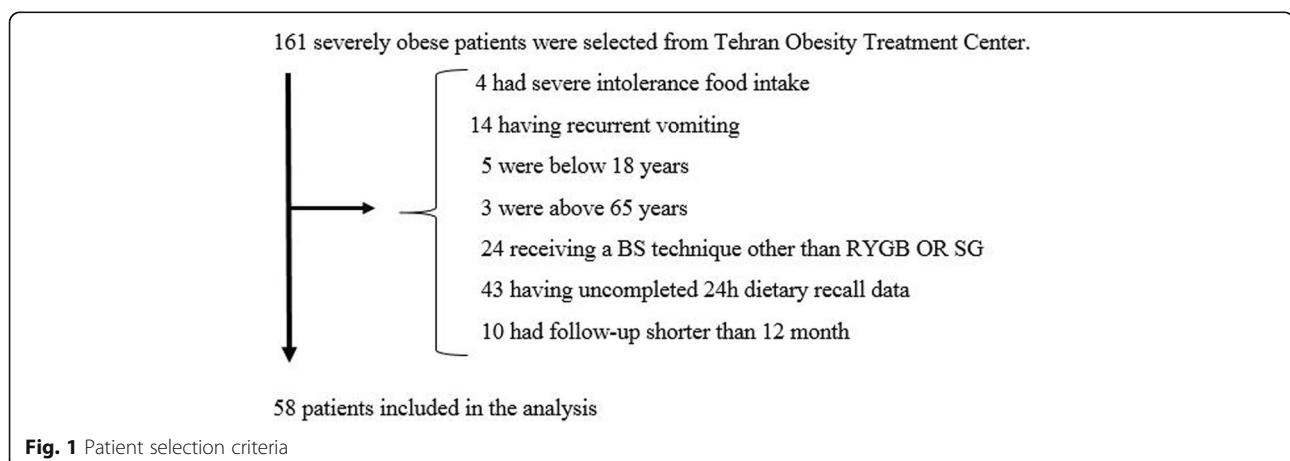 161 severely obese patients were selected from Tehran Obesity Treatment Center.
4 had severe intolerance food intake
14 having recurrent vomiting
5 were below 18 years
3 were above 65 years
24 receiving a BS technique other than RYGB OR SG
43 having uncompleted 24h dietary recall data
10 had follow-up shorter than 12 month
58 patients included in the analysis
Fig. 1 Patient selection criteria